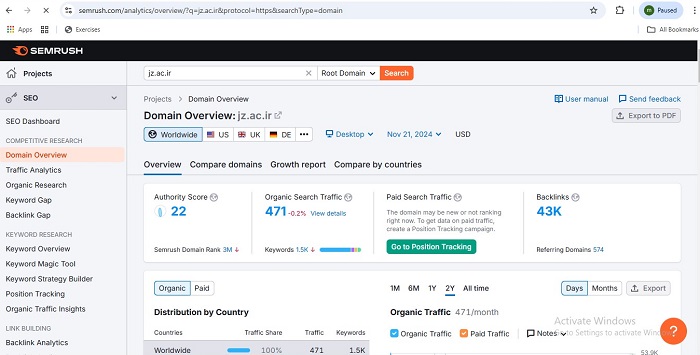 semrush.com/analytics/overview/?q=jz.ac.ir&protocol=https&searchType=domain
m Paused
Apps Exercises All Bookmarks
SEMRUSH
Projects
jz.ac.ir Root Domain Search
SEO
Projects Domain Overview User manual Send feedback
Domain Overview: jz.ac.ir Export to PDF
SEO Dashboard
Worldwide US UK DE Desktop Nov 21, 2024 USD
COMPETITIVE RESEARCH
Domain Overview
Traffic Analytics
Organic Research
Keyword Gap
Backlink Gap
Overview Compare domains Growth report Compare by countries
Authority Score Organic Search Traffic Paid Search Traffic Backlinks
22 471 -0.2% View details 43K
The domain may be new or not ranking
right now. To get data on paid traffic,
create a Position Tracking campaign.
Go to Position Tracking
Semrush Domain Rank 3M ↓ Keywords 1.5K ↓ Referring Domains 574
KEYWORD RESEARCH
Keyword Overview
Keyword Magic Tool
Keyword Strategy Builder
Position Tracking
Organic Traffic Insights
LINK BUILDING
Backlink Analytics
Organic Paid 1M 6M 1Y 2Y All time Days Months Export
Distribution by Country Organic Traffic 471/month
Countries Traffic Share Traffic Keywords
Organic Traffic Paid Traffic Notes
Worldwide 100% 471 1.5K
53.9K
Activate Windows
Go to Settings to activate Windows
?